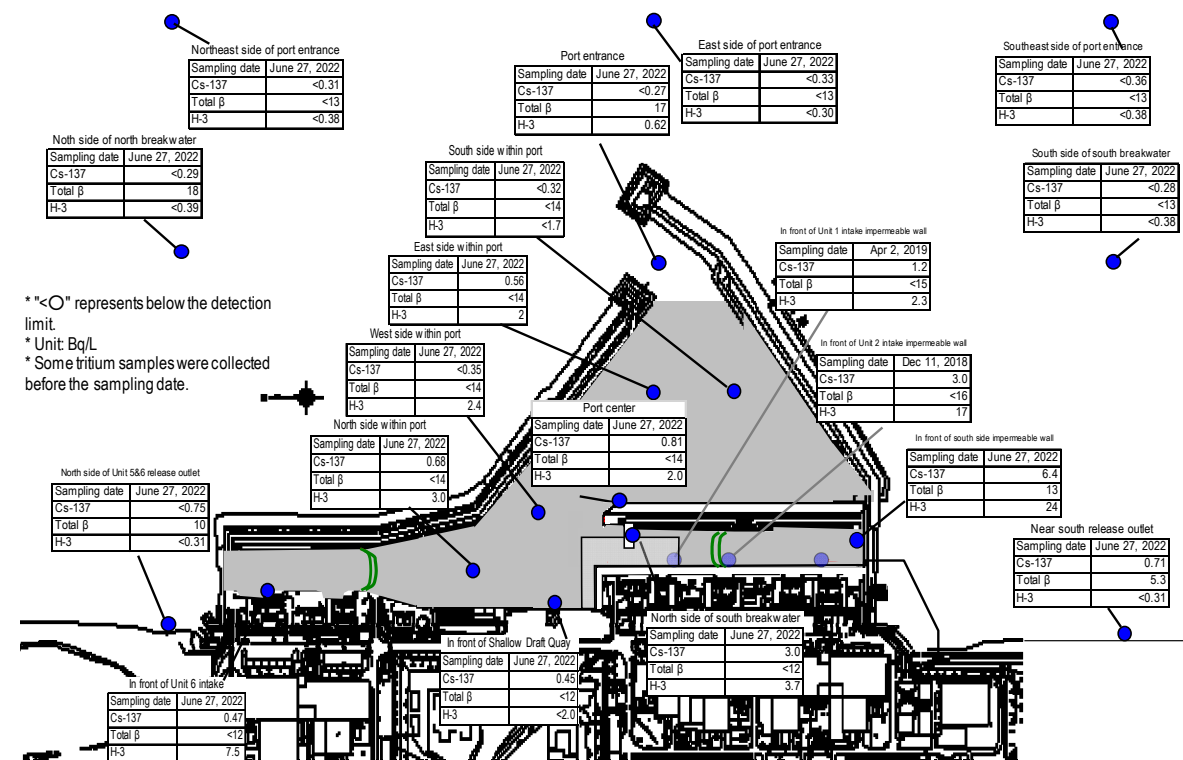 Northeast side of port entrance
Sampling date June 27, 2022
Cs-137 <0.31
Total β <13
H-3 <0.38
Port entrance
Sampling date June 27, 2022
Cs-137 <0.27
Total β 17
H-3 0.62
East side of port entrance
Sampling date June 27, 2022
Cs-137 <0.33
Total β <13
H-3 <0.30
Southeast side of port entrance
Sampling date June 27, 2022
Cs-137 <0.36
Total β <13
H-3 <0.38
Noth side of north breakwater
Sampling date June 27, 2022
Cs-137 <0.29
Total β 18
H-3 <0.39
South side within port
Sampling date June 27, 2022
Cs-137 <0.32
Total β <14
H-3 <1.7
South side of south breakwater
Sampling date June 27, 2022
Cs-137 <0.28
Total β <13
H-3 <0.38
In front of Unit 1 intake impermeable wall
Sampling date Apr 2, 2019
Cs-137 1.2
Total β <15
H-3 2.3
East side within port
Sampling date June 27, 2022
Cs-137 0.56
Total β <14
H-3 2
* "<○" represents below the detection
limit.
* Unit: Bq/L
* Some tritium samples were collected
before the sampling date.
West side within port
Sampling date June 27, 2022
Cs-137 <0.35
Total β <14
H-3 2.4
In front of Unit 2 intake impermeable wall
Sampling date Dec 11, 2018
Cs-137 3.0
Total β <16
H-3 17
Port center
Sampling date June 27, 2022
Cs-137 0.81
Total β <14
H-3 2.0
North side within port
Sampling date June 27, 2022
Cs-137 0.68
Total β <14
H-3 3.0
In front of south side impermeable wall
Sampling date June 27, 2022
Cs-137 6.4
Total β 13
H-3 24
North side of Unit 5&6 release outlet
Sampling date June 27, 2022
Cs-137 <0.75
Total β 10
H-3 <0.31
Near south release outlet
Sampling date June 27, 2022
Cs-137 0.71
Total β 5.3
H-3 <0.31
North side of south breakwater
Sampling date June 27, 2022
Cs-137 3.0
Total β <12
H-3 3.7
In front of Shallow Draft Quay
Sampling date June 27, 2022
Cs-137 0.45
Total β <12
H-3 <2.0
In front of Unit 6 intake
Sampling date June 27, 2022
Cs-137 0.47
Total β <12
H-3 7.5